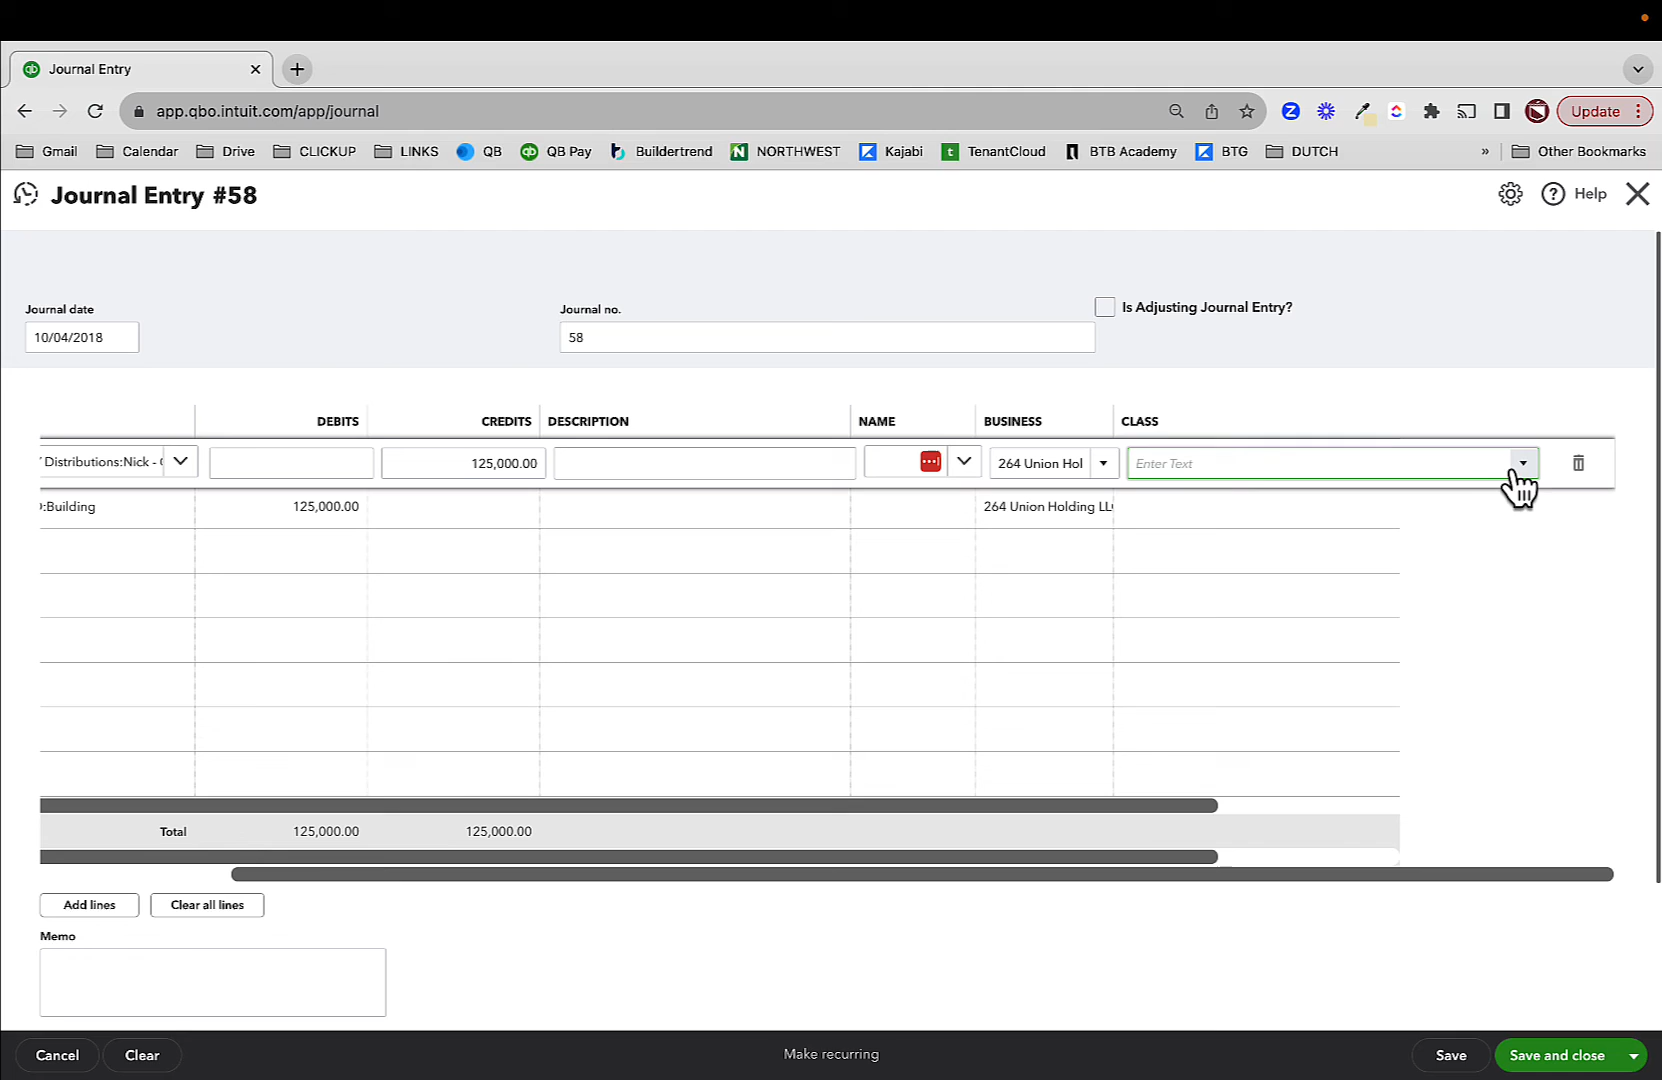 Journal Entry
app.qbo.intuit.com/app/journal
Update
Gmail Calendar Drive CLICKUP LINKS QB QB Pay Buildertrend NORTHWEST Kajabi TenantCloud BTB Academy BTG DUTCH » Other Bookmarks
Journal Entry #58
Help
Journal date
Journal no.
Is Adjusting Journal Entry?
10/04/2018
58
DEBITS CREDITS DESCRIPTION NAME BUSINESS CLASS
Distributions:Nick - 125,000.00 264 Union Hol Enter Text
:Building 125,000.00 264 Union Holding LL
Total 125,000.00 125,000.00
Add lines Clear all lines
Memo
Cancel Clear Make recurring Save Save and close